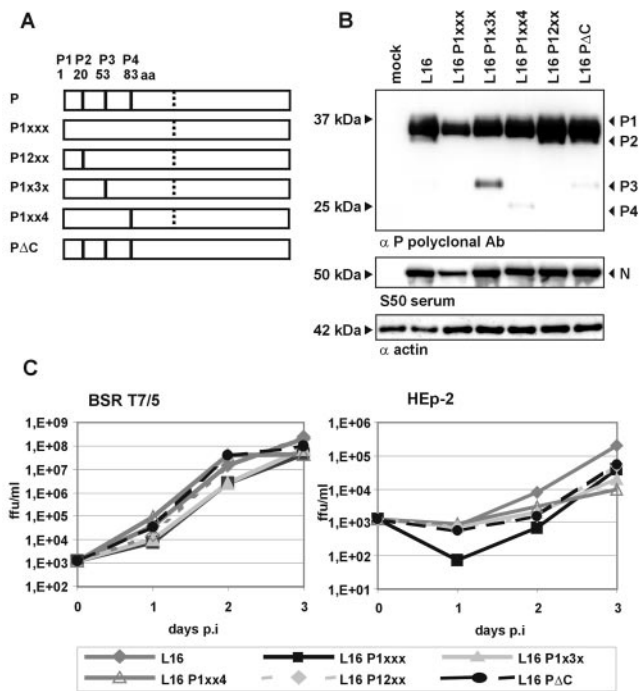 A
P1 P2 P3 P4
1 20 53 83 aa
P
P1xxx
P12xx
P1x3x
P1xx4
PΔC
B
mock
L16
L16 P1xxx
L16 P1x3x
L16 P1xx4
L16 P12xx
L16 PΔC
37 kDa
25 kDa
P1
P2
P3
P4
α P polyclonal Ab
50 kDa
N
S50 serum
42 kDa
α actin
C
BSR T7/5
1,E+09
1,E+08
1,E+07
1,E+06
1,E+05
1,E+04
1,E+03
1,E+02
ffu/ml
0 1 2 3
days p.i
HEp-2
1,E+06
1,E+05
1,E+04
1,E+03
1,E+02
1,E+01
ffu/ml
0 1 2 3
days p.i
L16 L16 P1xxx L16 P1x3x
L16 P1xx4 L16 P12xx L16 PΔC